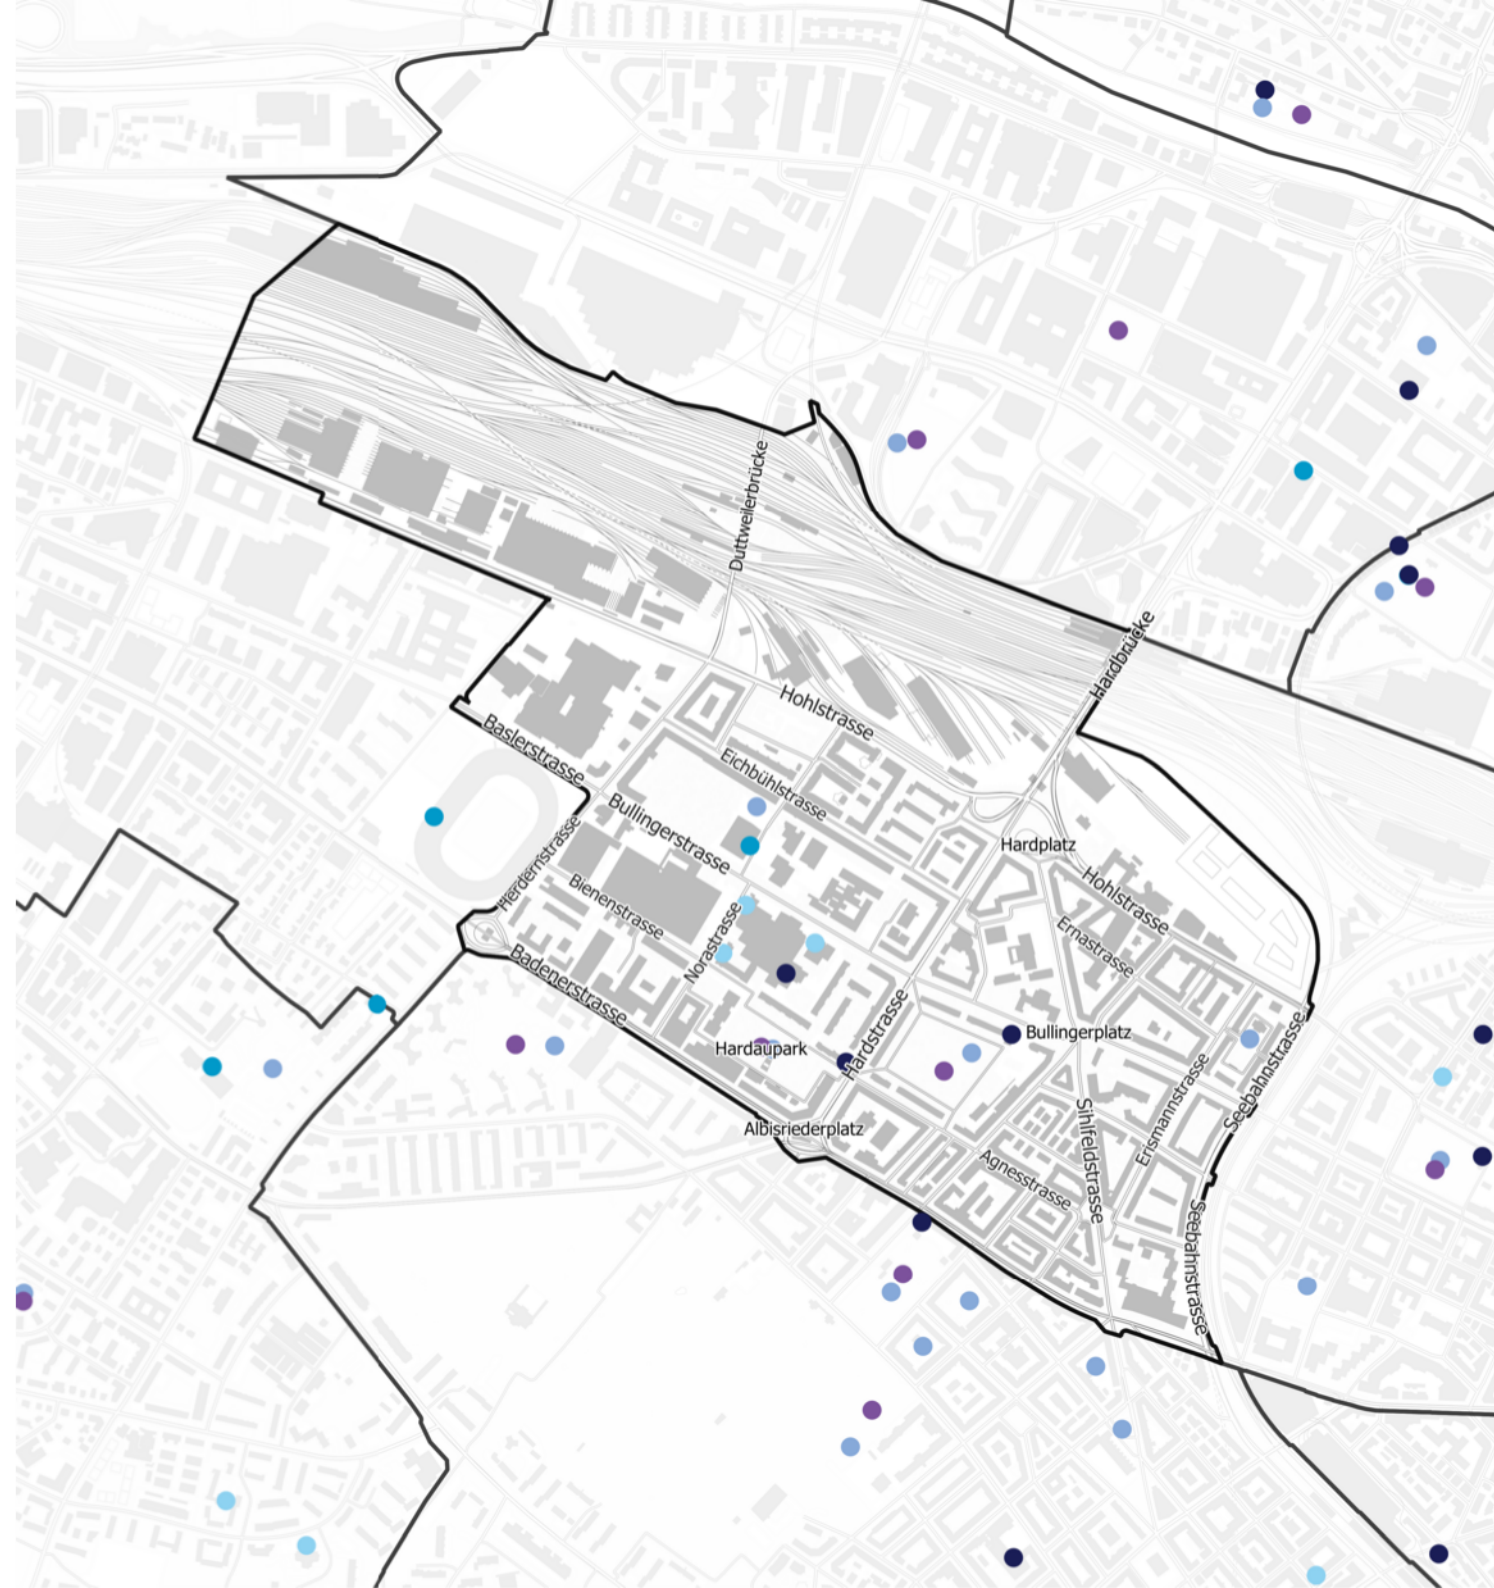 Duttweilerbrücke
Hardbrücke
Hohlstrasse
Baslerstrasse
Eichbühlstrasse
Bullingerstrasse
Herdernstrasse
Hardplatz
Bienenstrasse
Hohlstrasse
Norastrasse
Ernastrasse
Badenerstrasse
Hardstrasse
Bullingerplatz
Hardaupark
Seebahnstrasse
Erismannstrasse
Albisriederplatz
Sihlfeldstrasse
Agnesstrasse
Seebahnstrasse